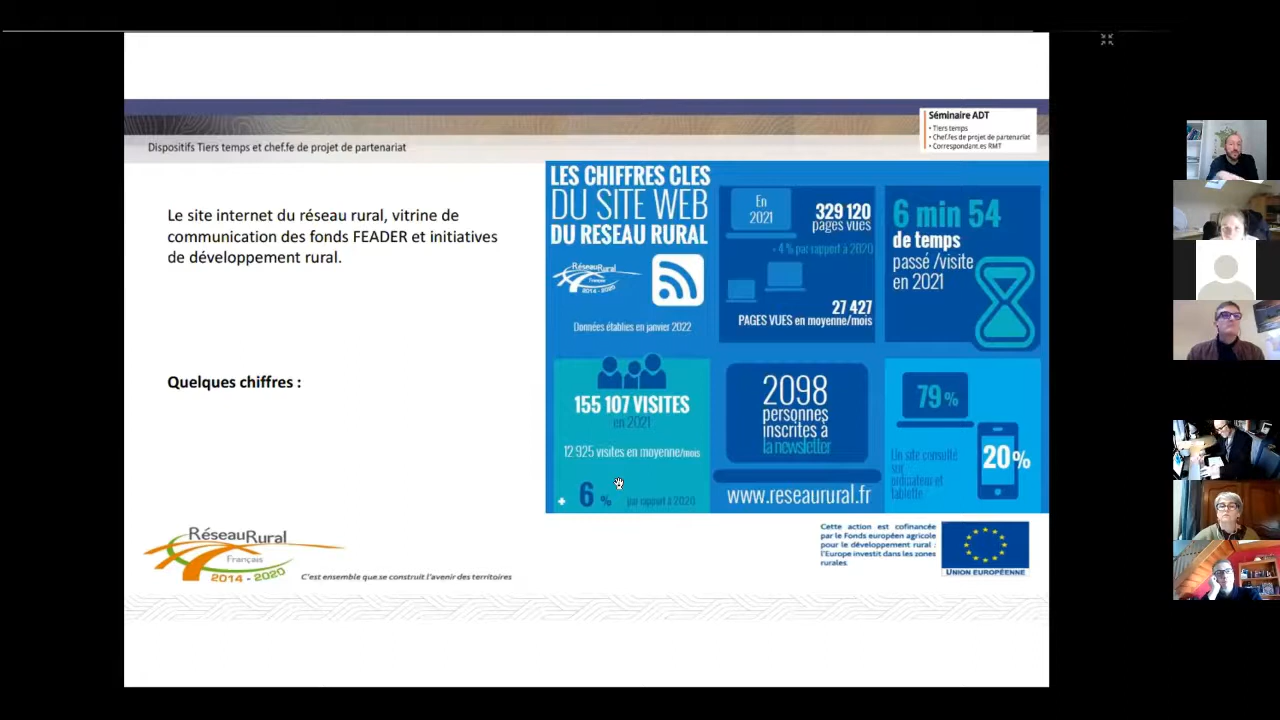 Séminaire ADT
• Tiers temps
• Chef.fes de projet de partenariat
• Correspondant.es RMT
Dispositifs Tiers temps et chef.fe de projet de partenariat
Le site internet du réseau rural, vitrine de
communication des fonds FEADER et initiatives
de développement rural.
Quelques chiffres :
LES CHIFFRES CLES
DU SITE WEB
DU RESEAU RURAL
RéseauRural
Français
2014 - 2020
Données établies en janvier 2022
En
2021
329 120
pages vues
- 4 % par rapport à 2020
27 427
PAGES VUES en moyenne/mois
6 min 54
de temps
passé /visite
en 2021
155 107 VISITES
en 2021
12 925 visites en moyenne/mois
+ 6 % par rapport à 2020
2098
personnes
inscrites à
la newsletter
www.reseaurural.fr
79 %
Un site consulté
sur
ordinateur et
tablette
20%
RéseauRural
Français
2014 - 2020
C'est ensemble que se construit l'avenir des territoires
Cette action est cofinancée
par le Fonds européen agricole
pour le développement rural :
l'Europe investit dans les zones
rurales.
UNION EUROPÉENNE